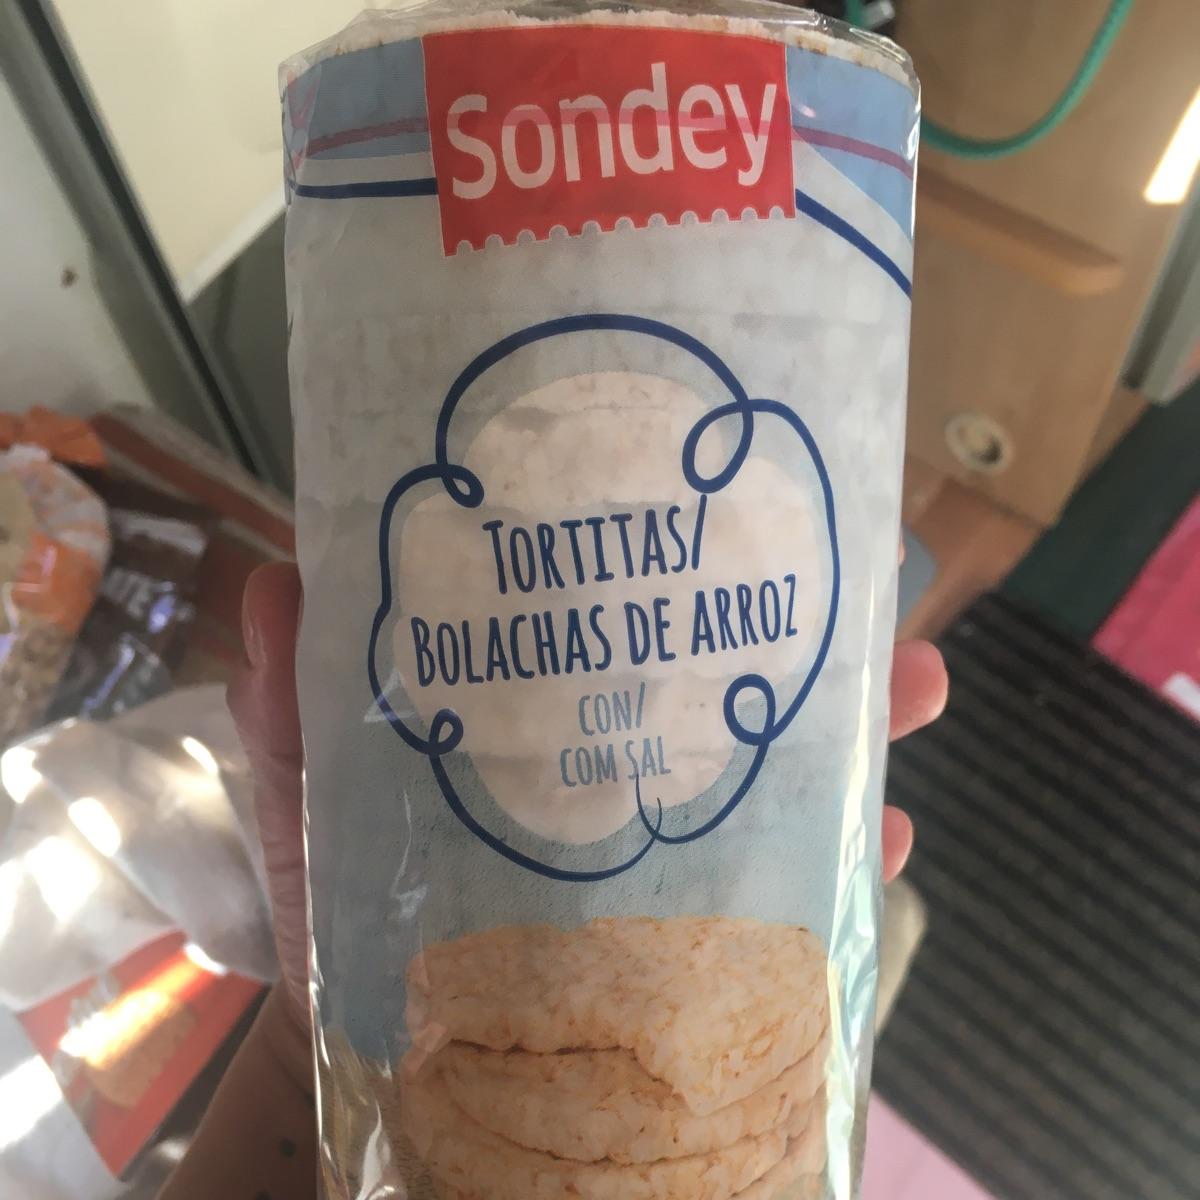 Sondey
TORTITAS/
BOLACHAS DE ARROZ
CON/
COM SAL